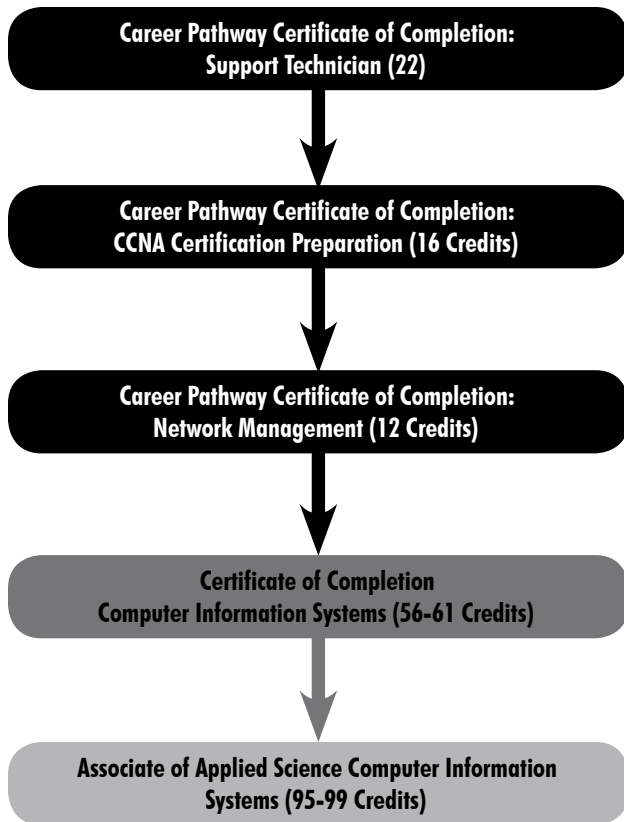 Career Pathway Certificate of Completion:
Support Technician (22)
Career Pathway Certificate of Completion:
CCNA Certification Preparation (16 Credits)
Career Pathway Certificate of Completion:
Network Management (12 Credits)
Certificate of Completion
Computer Information Systems (56-61 Credits)
Associate of Applied Science Computer Information
Systems (95-99 Credits)